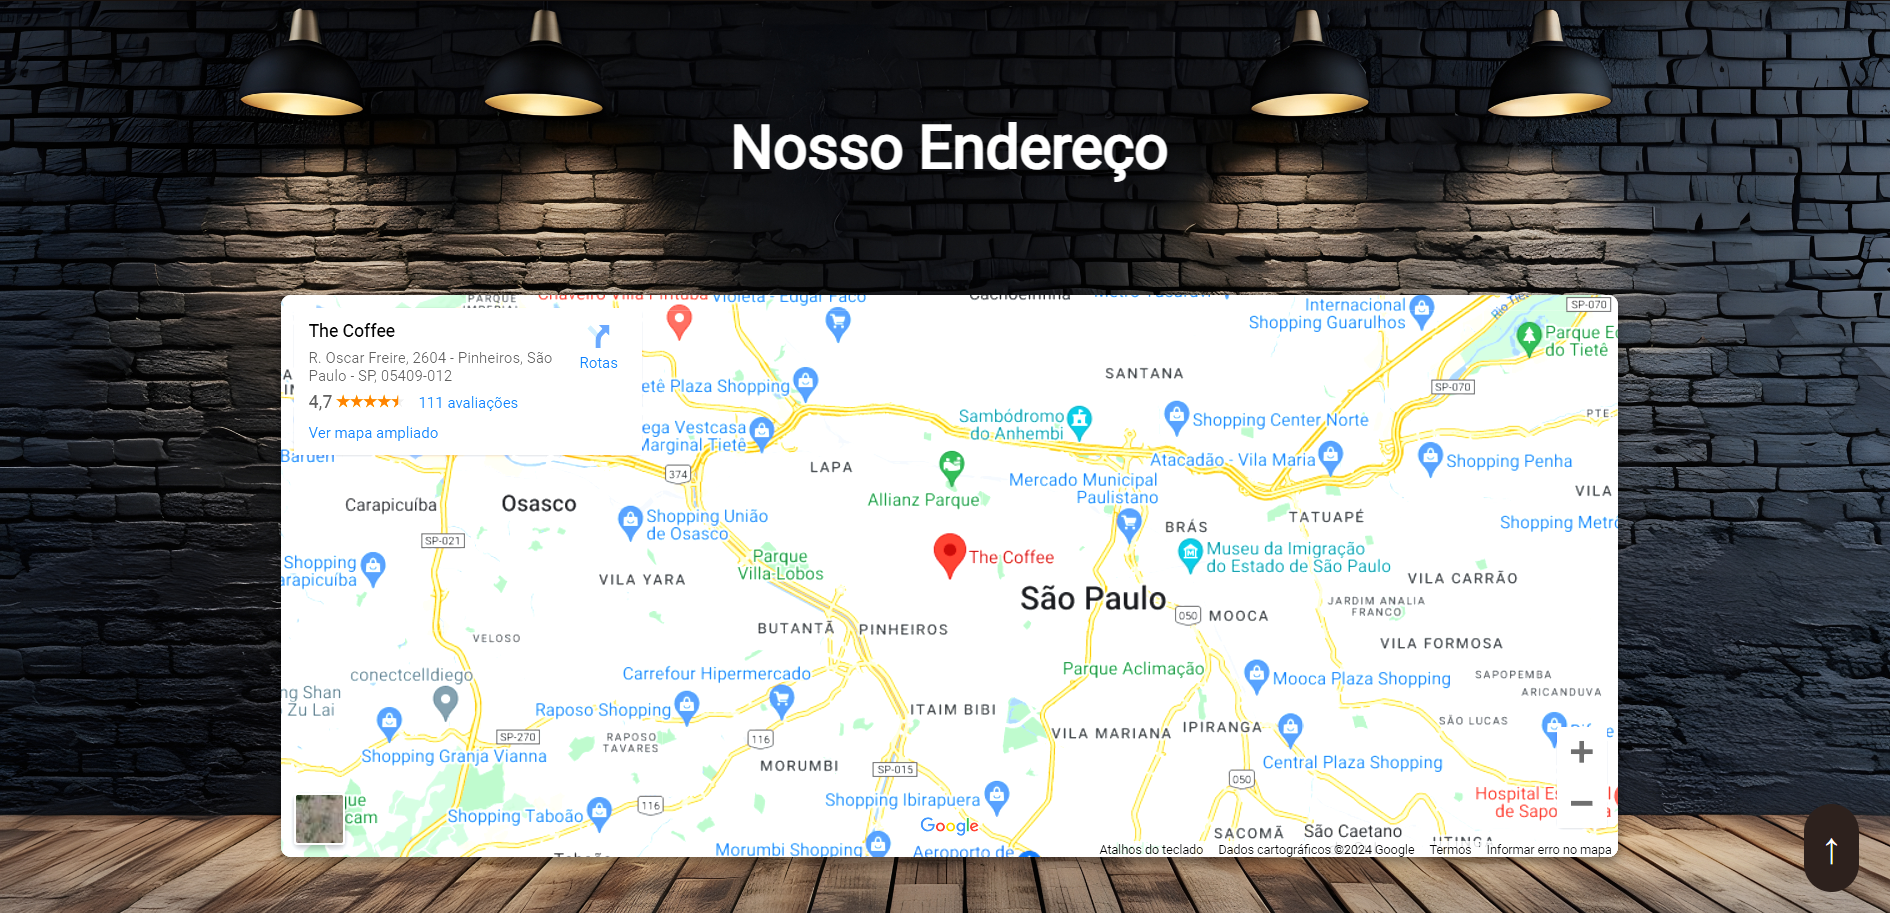 Nosso Endereço
The Coffee
R. Oscar Freire, 2604 - Pinheiros, São
Paulo - SP, 05409-012
Rotas
4,7
111 avaliações
Ver mapa ampliado
PARQUE
Violeta - Edgar Facó
Cachoeirinha
Internacional
Shopping Guarulhos
SP-070
Rio
Parque
do Tietê
SANTANA
SP-070
Plaza Shopping
Sambódromo
do Anhembi
Shopping Center Norte
PTE
Vestcasa
Marginal Tietê
LAPA
Atacadão - Vila Maria
Shopping Penha
374
Allianz Parque
Mercado Municipal
Paulistano
VILA
Carapicuíba
Osasco
Shopping União
de Osasco
BRÁS
TATUAPÉ
Shopping
SP-021
Parque
Villa-Lobos
The Coffee
Museu da Imigração
do Estado de São Paulo
Shopping
VILA YARA
VILA CARRÃO
São Paulo
JARDIM ANALIA
FRANCO
050
MOOCA
VELOSO
BUTANTÃ
PINHEIROS
VILA FORMOSA
conectcelldiego
Carrefour Hipermercado
Parque Aclimação
Mooca Plaza Shopping
SAPOPEMBA
Shan
Zu Lai
Raposo Shopping
ITAIM BIBI
ARICANDUVA
SÃO LUCAS
SP-270
RAPOSO
TAVARES
116
VILA MARIANA
IPIRANGA
Shopping Granja Vianna
MORUMBI
SP-015
050
Central Plaza Shopping
Shopping Ibirapuera
Hospital
de
116
Shopping Taboão
Google
SACOMÃ
São Caetano
Morumbi Shopping
Aeroporto de
Atalhos do teclado
Dados cartográficos ©2024 Google
Termos
Informar erro no mapa